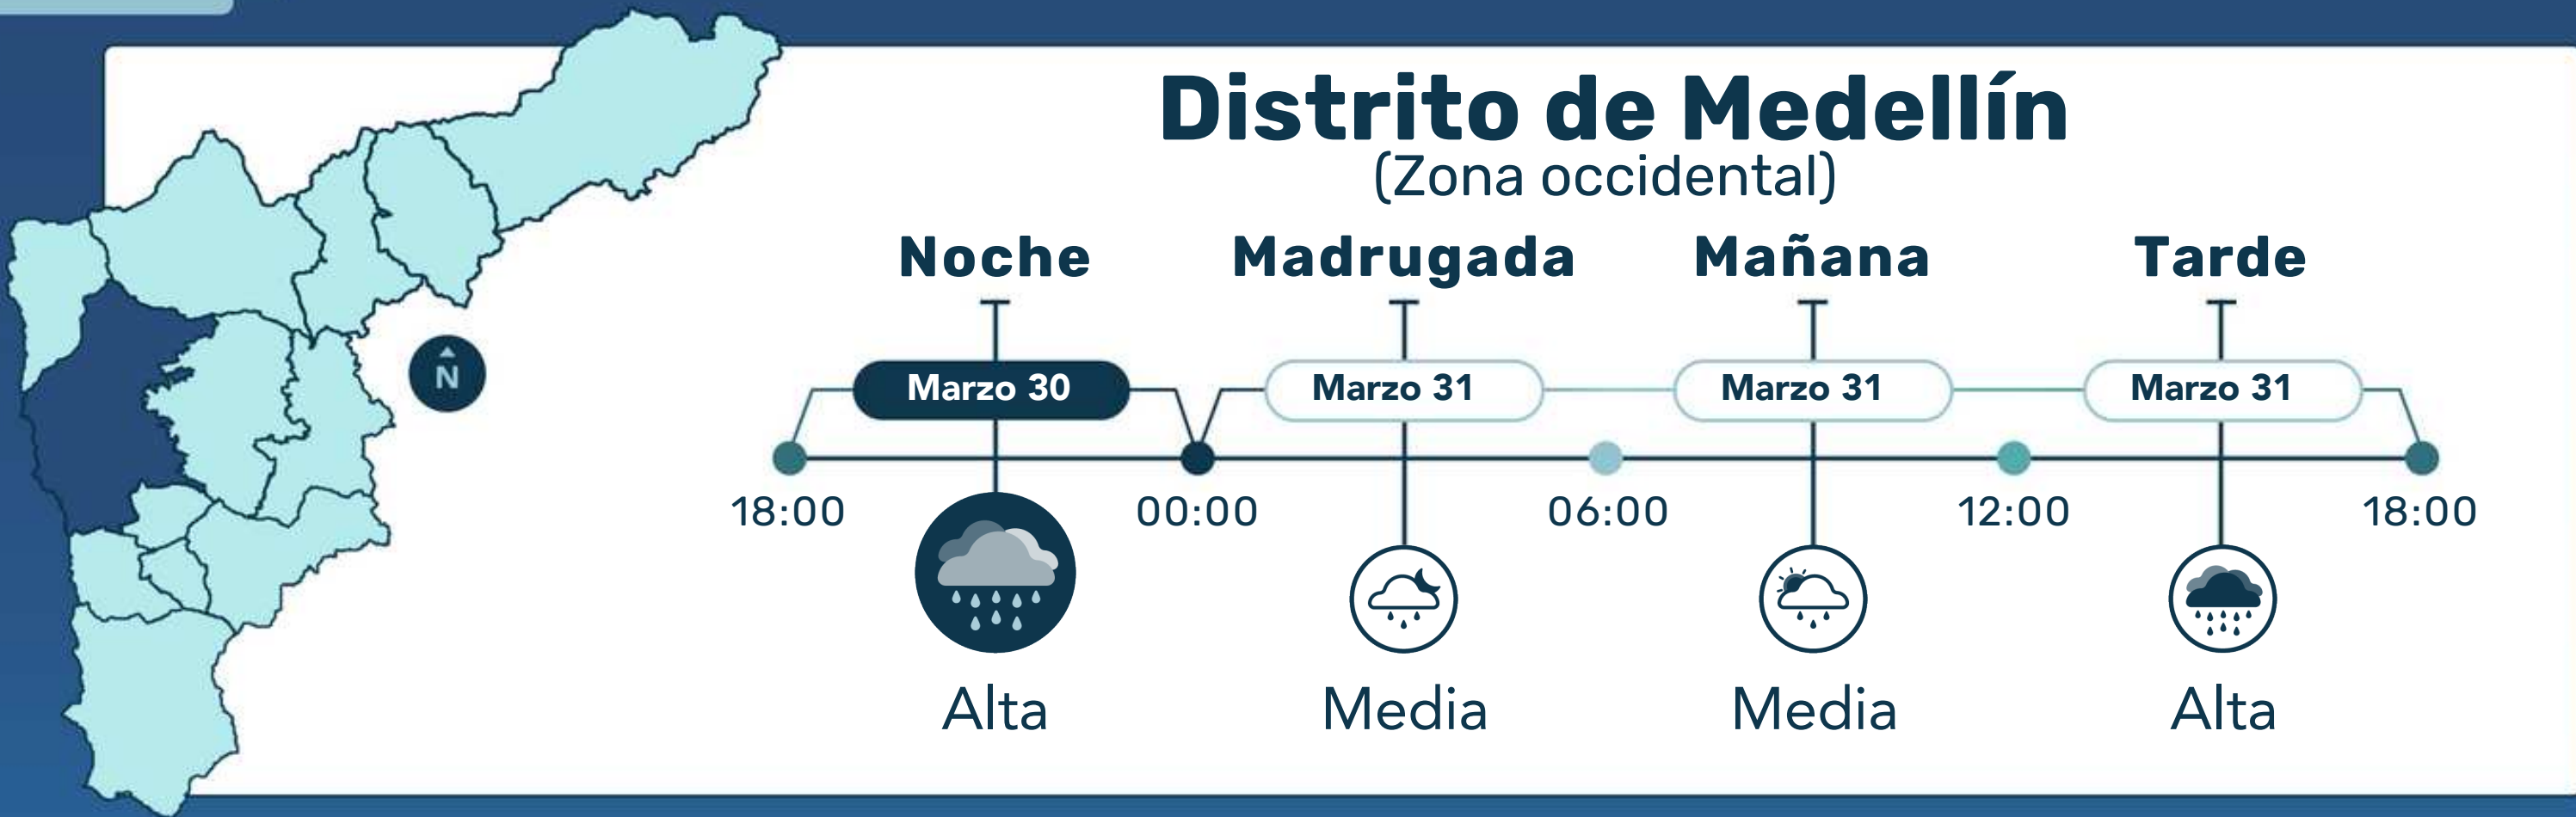 Distrito de Medellín
(Zona occidental)
Noche Madrugada Mañana Tarde
Marzo 30 Marzo 31 Marzo 31 Marzo 31
N
18:00 00:00 06:00 12:00 18:00
Alta Media Media Alta